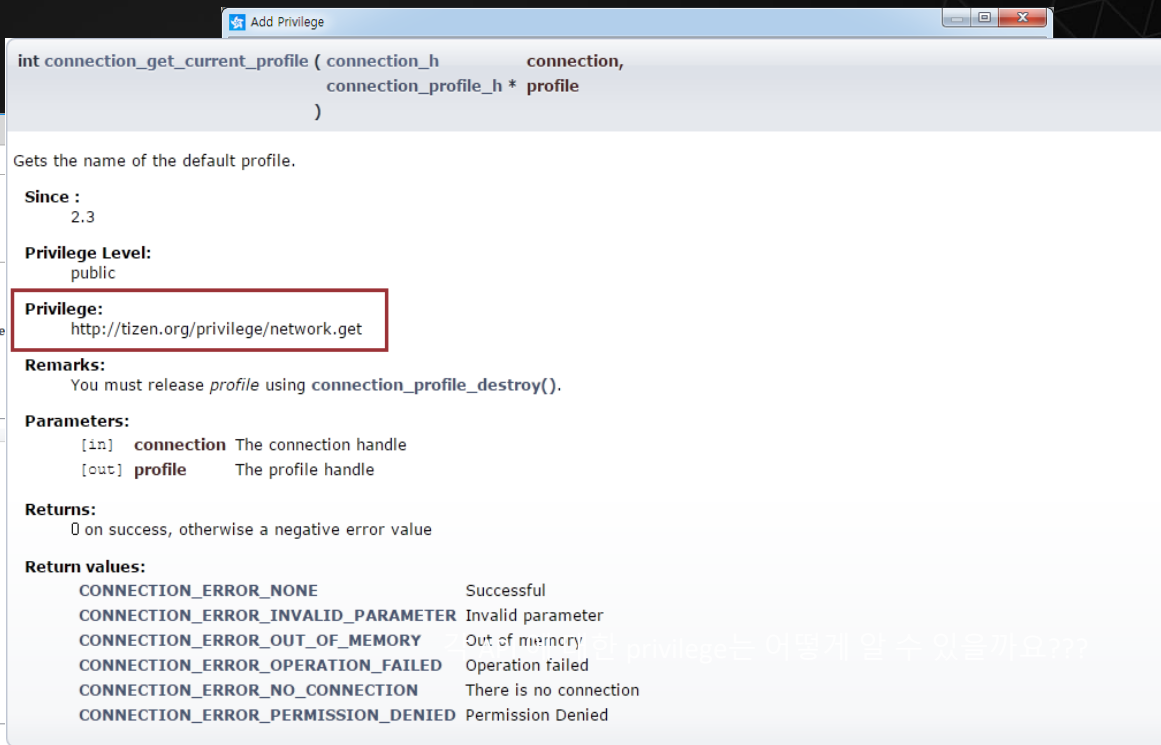 Add Privilege
int connection_get_current_profile ( connection_h connection,
connection_profile_h * profile
)
Gets the name of the default profile.
Since :
2.3
Privilege Level:
public
Privilege:
http://tizen.org/privilege/network.get
Remarks:
You must release profile using connection_profile_destroy().
Parameters:
[in] connection The connection handle
[out] profile The profile handle
Returns:
0 on success, otherwise a negative error value
Return values:
CONNECTION_ERROR_NONE Successful
CONNECTION_ERROR_INVALID_PARAMETER Invalid parameter
CONNECTION_ERROR_OUT_OF_MEMORY Out of memory
privilege는 어떻게 알 수 있을까요???
CONNECTION_ERROR_OPERATION_FAILED Operation failed
CONNECTION_ERROR_NO_CONNECTION There is no connection
CONNECTION_ERROR_PERMISSION_DENIED Permission Denied